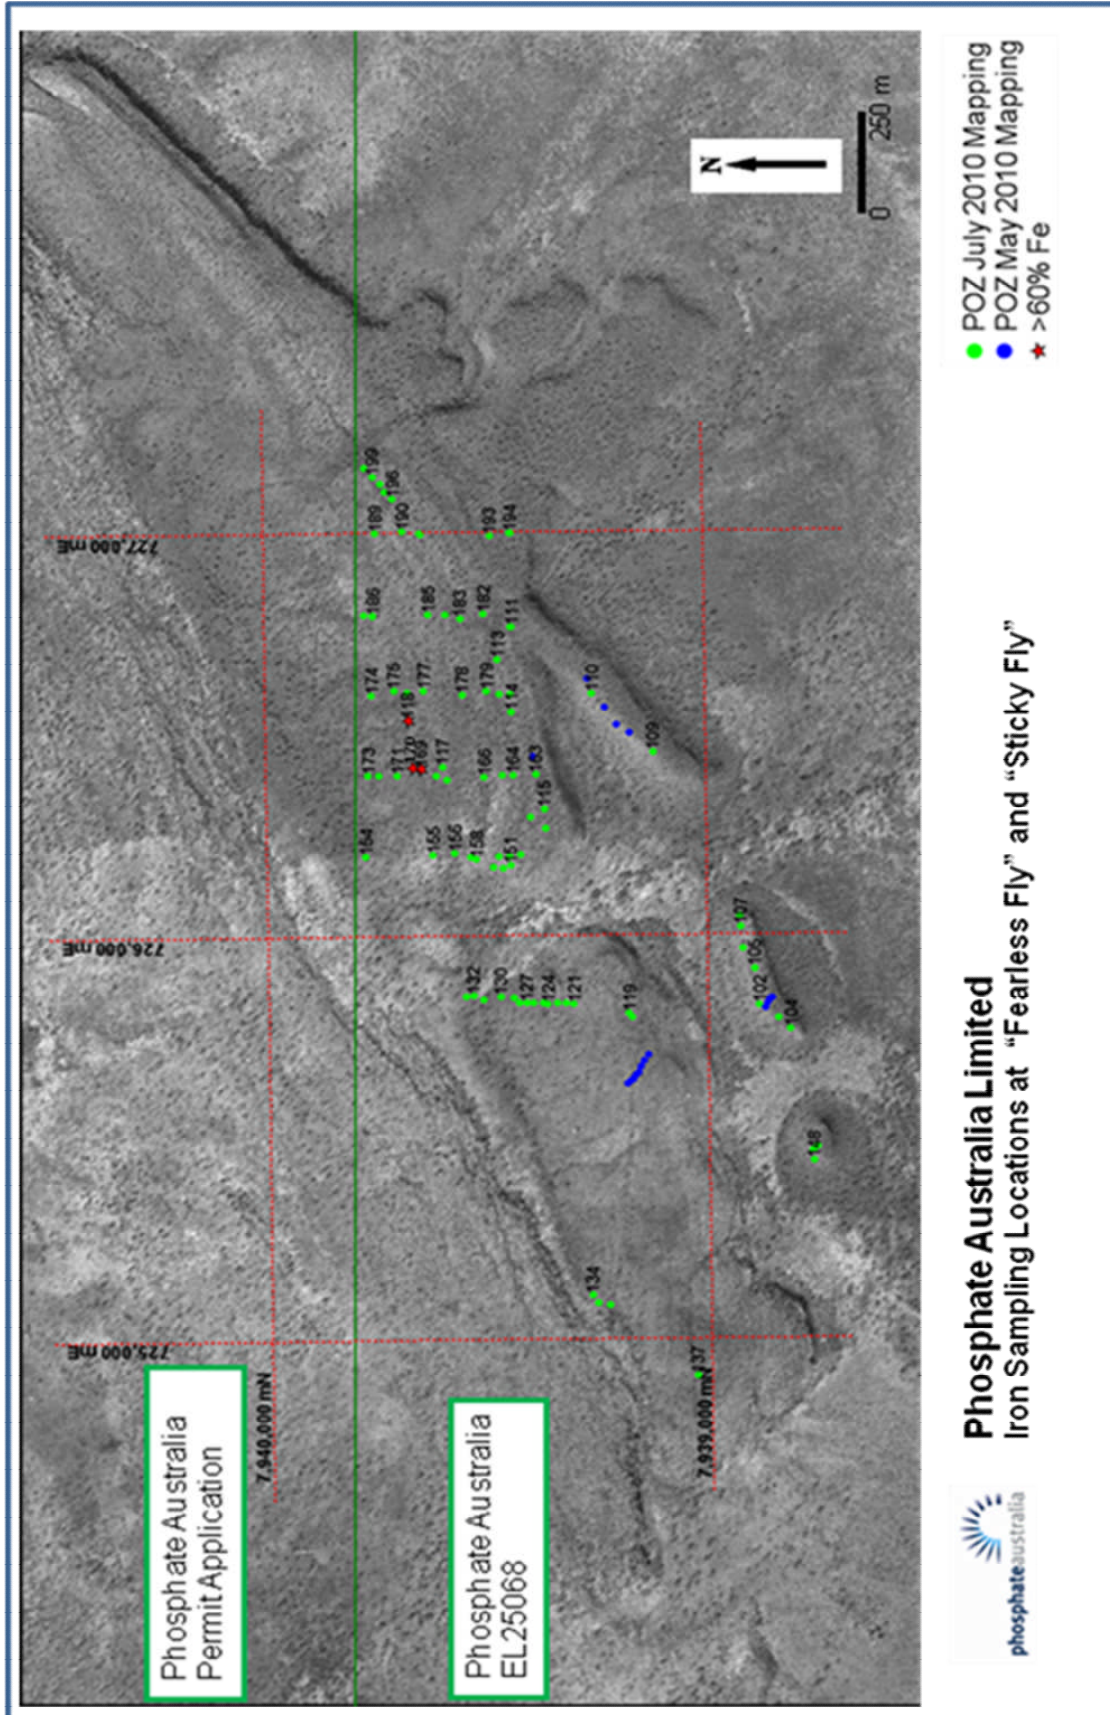 Phosphate Australia
Permit Application
Phosphate Australia
EL25068
7,940,000 mN
7,939,000 mN
725,000 mE
726,000 mE
727,000 mE
199
196
189
190
193
194
186
185
183
182
111
113
174
175
177
178
179
114
118
110
109
173
171
170
169
117
166
164
163
115
154
155
156
158
151
132
130
127
124
121
119
107
105
102
104
148
134
137
N
0 250 m
POZ July 2010 Mapping
POZ May 2010 Mapping
>60% Fe
phosphateaustralia
Phosphate Australia Limited
Iron Sampling Locations at “Fearless Fly” and “Sticky Fly”